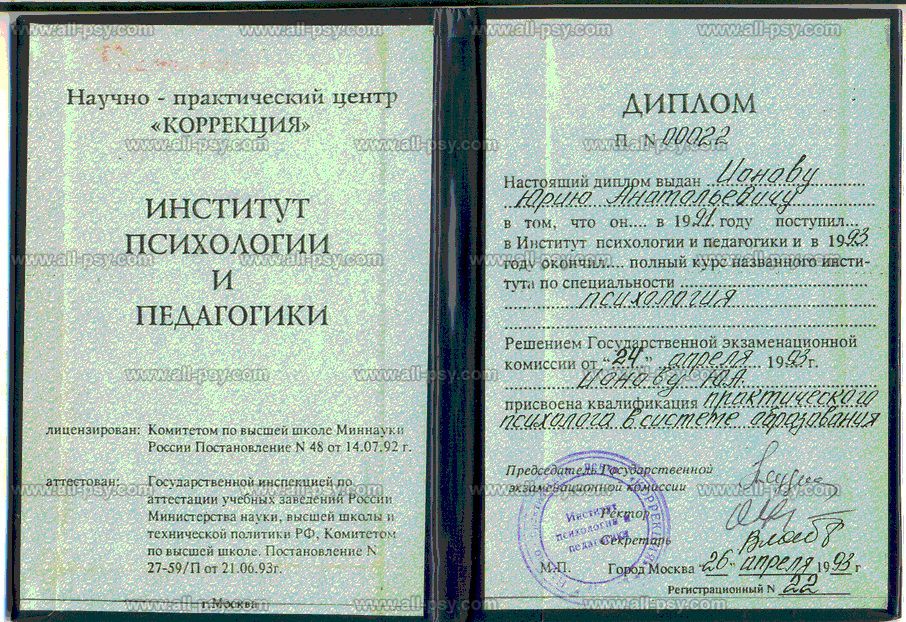 Научно - практический центр
«КОРРЕКЦИЯ»
ИНСТИТУТ
ПСИХОЛОГИИ
И
ПЕДАГОГИКИ
лицензирован: Комитетом по высшей школе Миннауки
России Постановление N 48 от 14.07.92 г.
аттестован: Государственной инспекцией по
аттестации учебных заведений России
Министерства науки, высшей школы и
технической политики РФ, Комитетом
по высшей школе. Постановление N
27-59/П от 21.06.93г.
г.Москва
ДИПЛОМ
П N 00022
Настоящий диплом выдан Ионову
Юрию Анатольевичу
в том, что он.... в 1991 году поступил...
в Институт психологии и педагогики и в 1993
году окончил.... полный курс названного инсти-
тута по специальности
психология
Решением Государственной экзаменационной
комиссии от "24" апреля 1993 г.
Ионову Ю.А.
присвоена квалификация практического
психолога в системе образования
Председатель Государственной
экзаменационной комиссии
Ректор
Секретарь
М.П. Город Москва 26 апреля 1993 г
Регистрационный N 22
Институт
психологии и
педагогики
www.all-psy.com